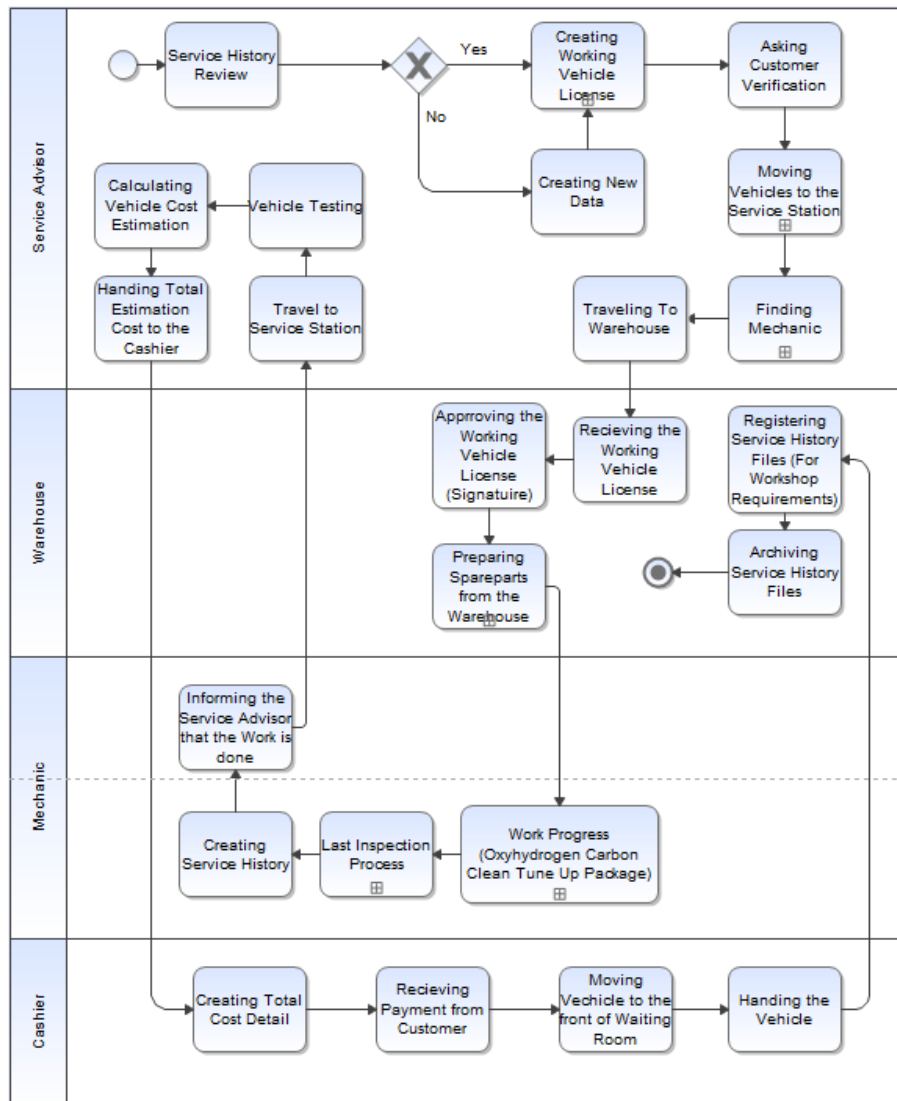 Service Advisor
Service History
Review
Yes
No
Creating
Working
Vehicle
License
Asking
Customer
Verification
Calculating
Vehicle Cost
Estimation
Vehicle Testing
Creating New
Data
Moving
Vehicles to the
Service Station
Handing Total
Estimation
Cost to the
Cashier
Travel to
Service Station
Traveling To
Warehouse
Finding
Mechanic
Warehouse
Apprroving the
Working
Vehicle
License
(Signatuire)
Recieving the
Working
Vehicle
License
Registering
Service History
Files (For
Workshop
Requirements)
Preparing
Spareparts
from the
Warehouse
Archiving
Service History
Files
Mechanic
Informing the
Service Advisor
that the Work is
done
Creating
Service History
Last Inspection
Process
Work Progress
(Oxyhydrogen Carbon
Clean Tune Up Package)
Cashier
Creating Total
Cost Detail
Recieving
Payment from
Customer
Moving
Vechicle to the
front of Waiting
Room
Handing the
Vehicle